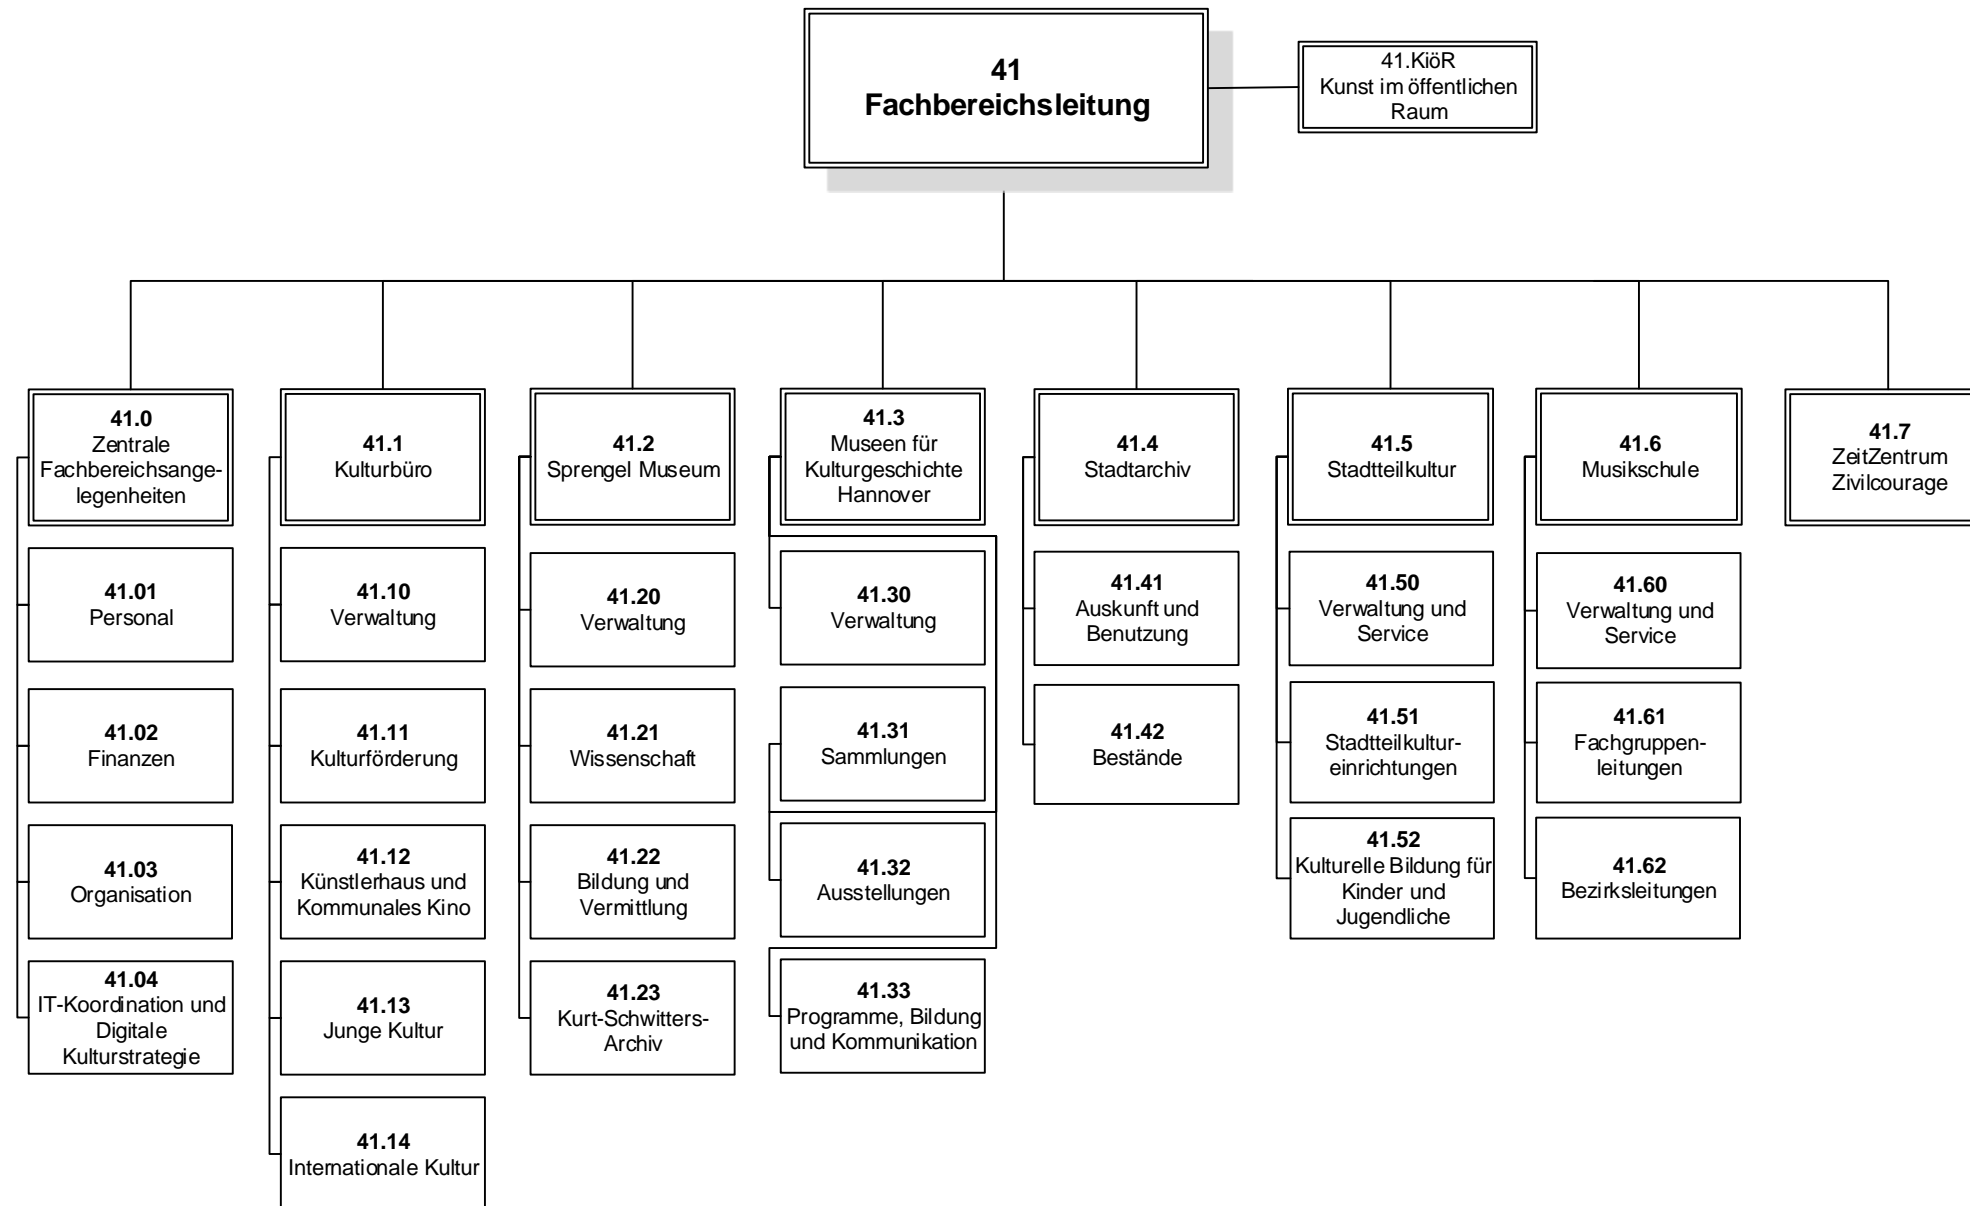 41
Fachbereichsleitung
41.KiöR
Kunst im öffentlichen
Raum
41.0
Zentrale
Fachbereichsange-
legenheiten
41.01
Personal
41.02
Finanzen
41.03
Organisation
41.04
IT-Koordination und
Digitale
Kulturstrategie
41.1
Kulturbüro
41.10
Verwaltung
41.11
Kulturförderung
41.12
Künstlerhaus und
Kommunales Kino
41.13
Junge Kultur
41.14
Internationale Kultur
41.2
Sprengel Museum
41.20
Verwaltung
41.21
Wissenschaft
41.22
Bildung und
Vermittlung
41.23
Kurt-Schwitters-
Archiv
41.3
Museen für
Kulturgeschichte
Hannover
41.30
Verwaltung
41.31
Sammlungen
41.32
Ausstellungen
41.33
Programme, Bildung
und Kommunikation
41.4
Stadtarchiv
41.41
Auskunft und
Benutzung
41.42
Bestände
41.5
Stadtteilkultur
41.50
Verwaltung und
Service
41.51
Stadtteilkultur-
einrichtungen
41.52
Kulturelle Bildung für
Kinder und
Jugendliche
41.6
Musikschule
41.60
Verwaltung und
Service
41.61
Fachgruppen-
leitungen
41.62
Bezirksleitungen
41.7
ZeitZentrum
Zivilcourage